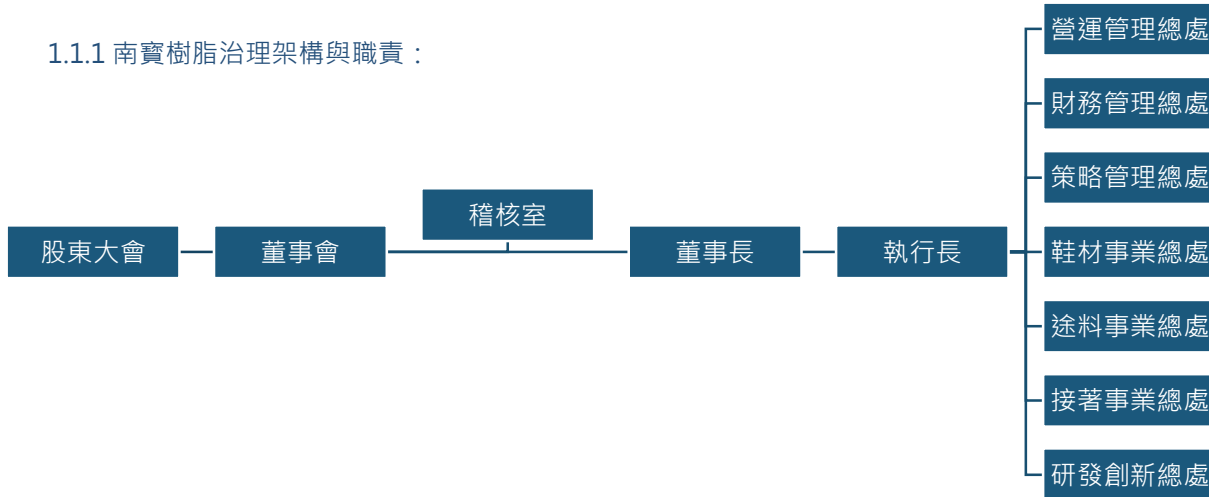 1.1.1 南寶樹脂治理架構與職責：
股東大會
董事會
稽核室
董事長
執行長
營運管理總處
財務管理總處
策略管理總處
鞋材事業總處
途料事業總處
接著事業總處
研發創新總處